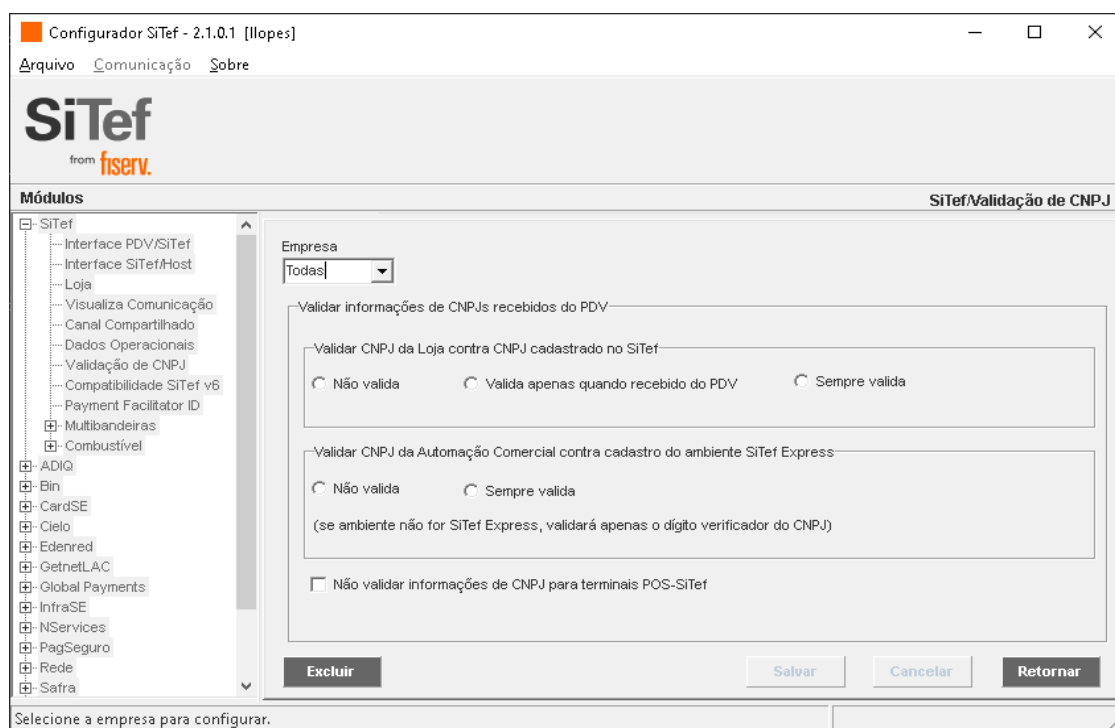 Configurador SiTef - 2.1.0.1 [llopes]
Arquivo Comunicação Sobre
SiTef
from fiserv.
Módulos
SiTef/Validação de CNPJ
SiTef
Interface PDV/SiTef
Interface SiTef/Host
Loja
Visualiza Comunicação
Canal Compartilhado
Dados Operacionais
Validação de CNPJ
Compatibilidade SiTef v6
Payment Facilitator ID
Multibandeiras
Combustível
ADIQ
Bin
CardSE
Cielo
Edenred
GetnetLAC
Global Payments
InfraSE
NServices
PagSeguro
Rede
Safra
Empresa
Todas
Validar informações de CNPJs recebidos do PDV
Validar CNPJ da Loja contra CNPJ cadastrado no SiTef
Não valida Valida apenas quando recebido do PDV Sempre valida
Validar CNPJ da Automação Comercial contra cadastro do ambiente SiTef Express
Não valida Sempre valida
(se ambiente não for SiTef Express, validará apenas o dígito verificador do CNPJ)
Não validar informações de CNPJ para terminais POS-SiTef
Excluir Salvar Cancelar Retornar
Selecione a empresa para configurar.